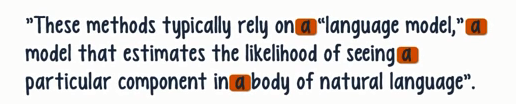 ”These methods typically rely on a “language model,” a
model that estimates the likelihood of seeing a
particular component in a body of natural language”.